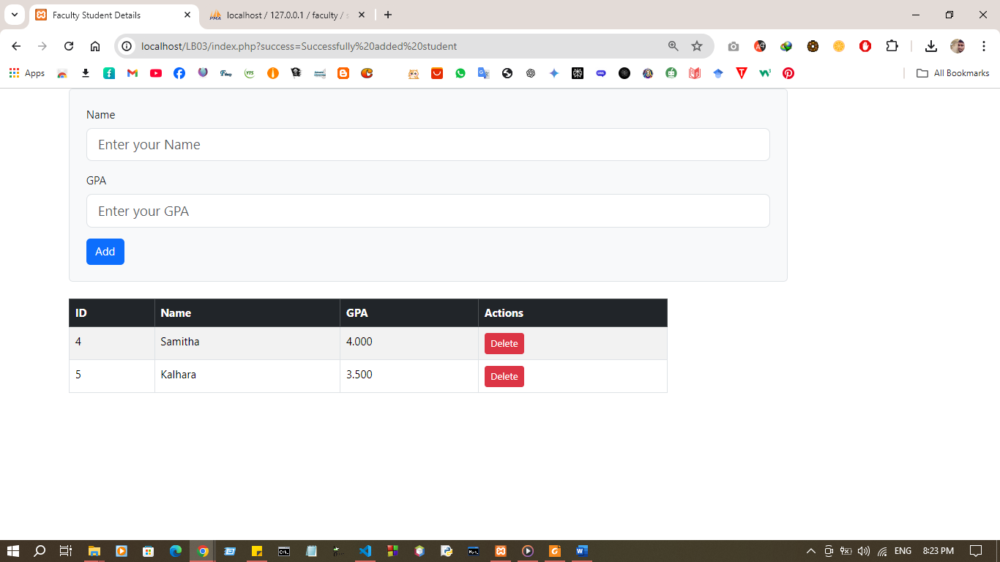 Faculty Student Details
localhost / 127.0.0.1 / faculty / s
localhost/LB03/index.php?success=Successfully%20added%20student
Apps
All Bookmarks
Name
Enter your Name
GPA
Enter your GPA
Add
ID Name GPA Actions
4 Samitha 4.000 Delete
5 Kalhara 3.500 Delete
ENG 8:23 PM